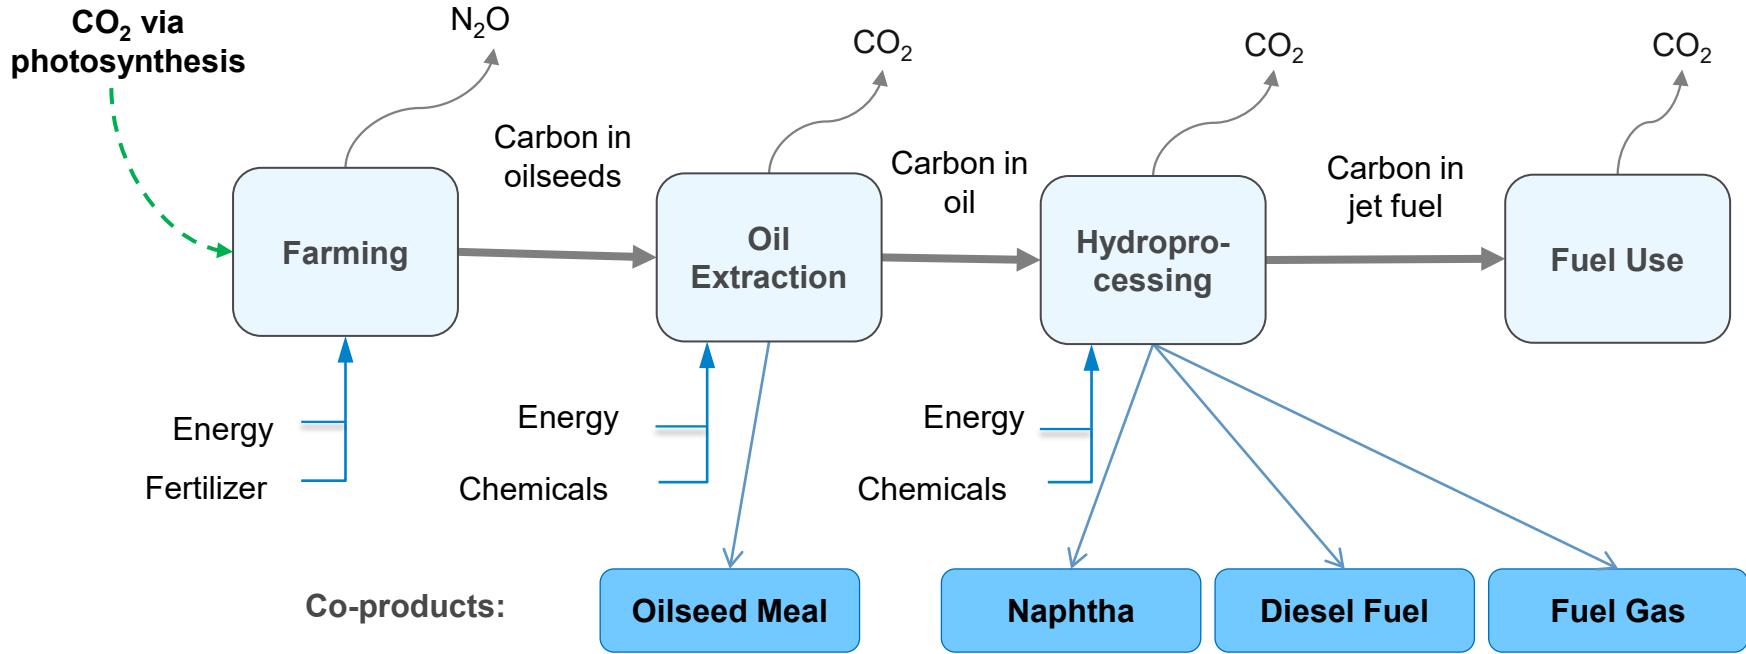 CO₂ via
photosynthesis
N₂O
CO₂
CO₂
CO₂
Carbon in
oilseeds
Carbon in
oil
Carbon in
jet fuel
Farming
Oil
Extraction
Hydropro-
cessing
Fuel Use
Energy
Fertilizer
Energy
Chemicals
Energy
Chemicals
Co-products:
Oilseed Meal
Naphtha
Diesel Fuel
Fuel Gas